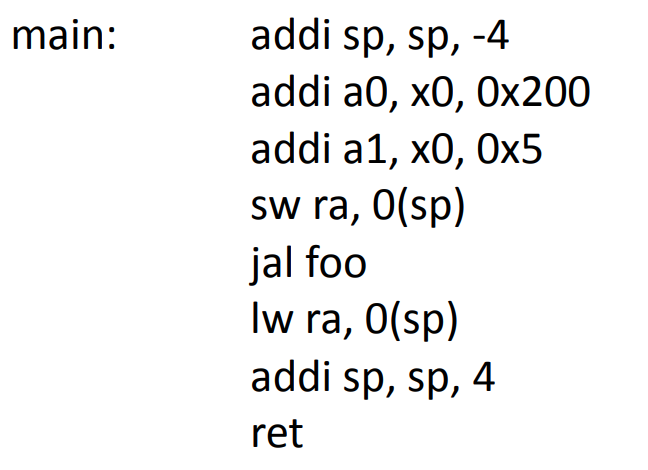 main: addi sp, sp, -4
addi a0, x0, 0x200
addi a1, x0, 0x5
sw ra, 0(sp)
jal foo
lw ra, 0(sp)
addi sp, sp, 4
ret